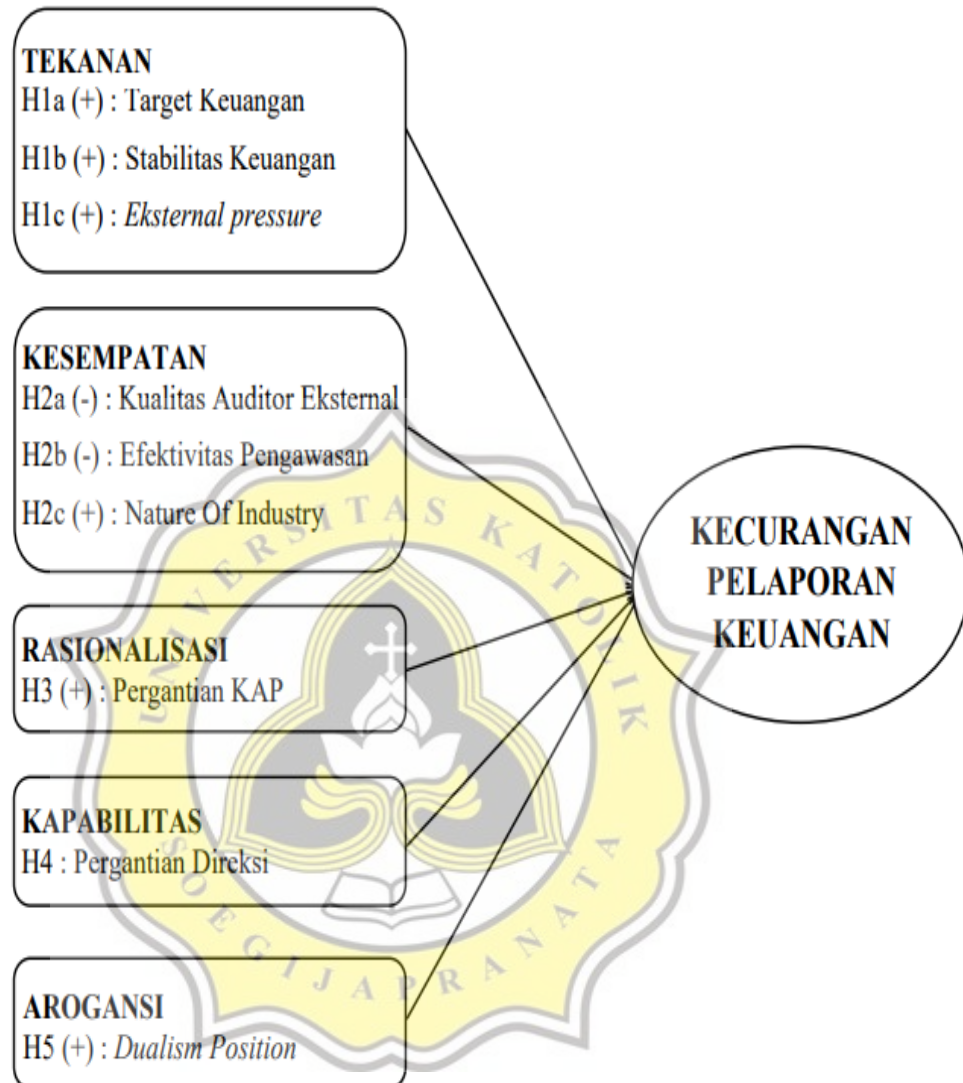 TEKANAN
H1a (+) : Target Keuangan
H1b (+) : Stabilitas Keuangan
H1c (+) : Eksternal pressure
KESEMPATAN
H2a (-) : Kualitas Auditor Eksternal
H2b (-) : Efektivitas Pengawasan
H2c (+) : Nature Of Industry
RASIONALISASI
H3 (+) : Pergantian KAP
KAPABILITAS
H4 : Pergantian Direksi
AROGANSI
H5 (+) : Dualism Position
KECURANGAN
PELAPORAN
KEUANGAN
UNIVERSITAS KATOLIK
SOEGIJAPRANATA